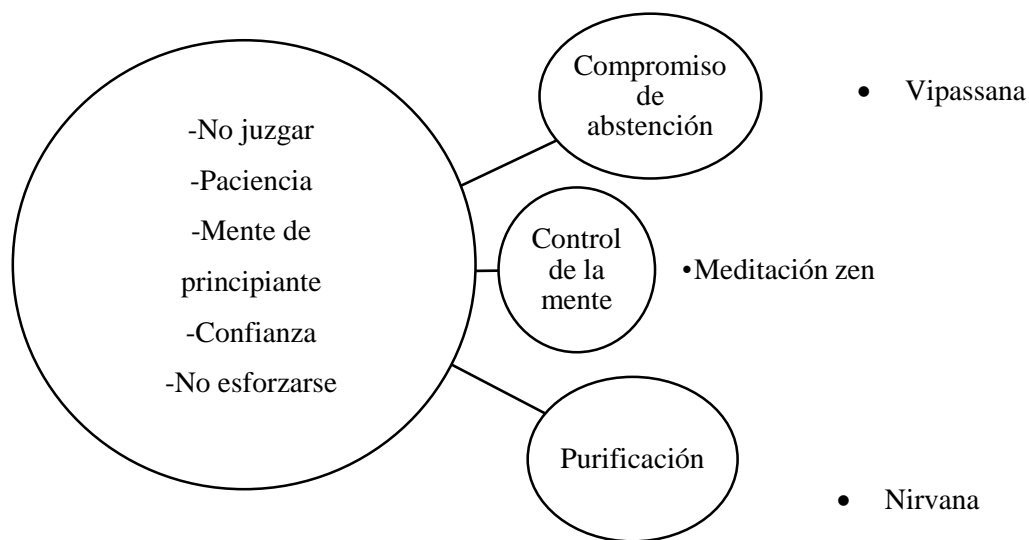 -No juzgar
-Paciencia
-Mente de
principiante
-Confianza
-No esforzarse
Compromiso
de
abstención
• Vipassana
Control
de la
mente
•Meditación zen
Purificación
• Nirvana